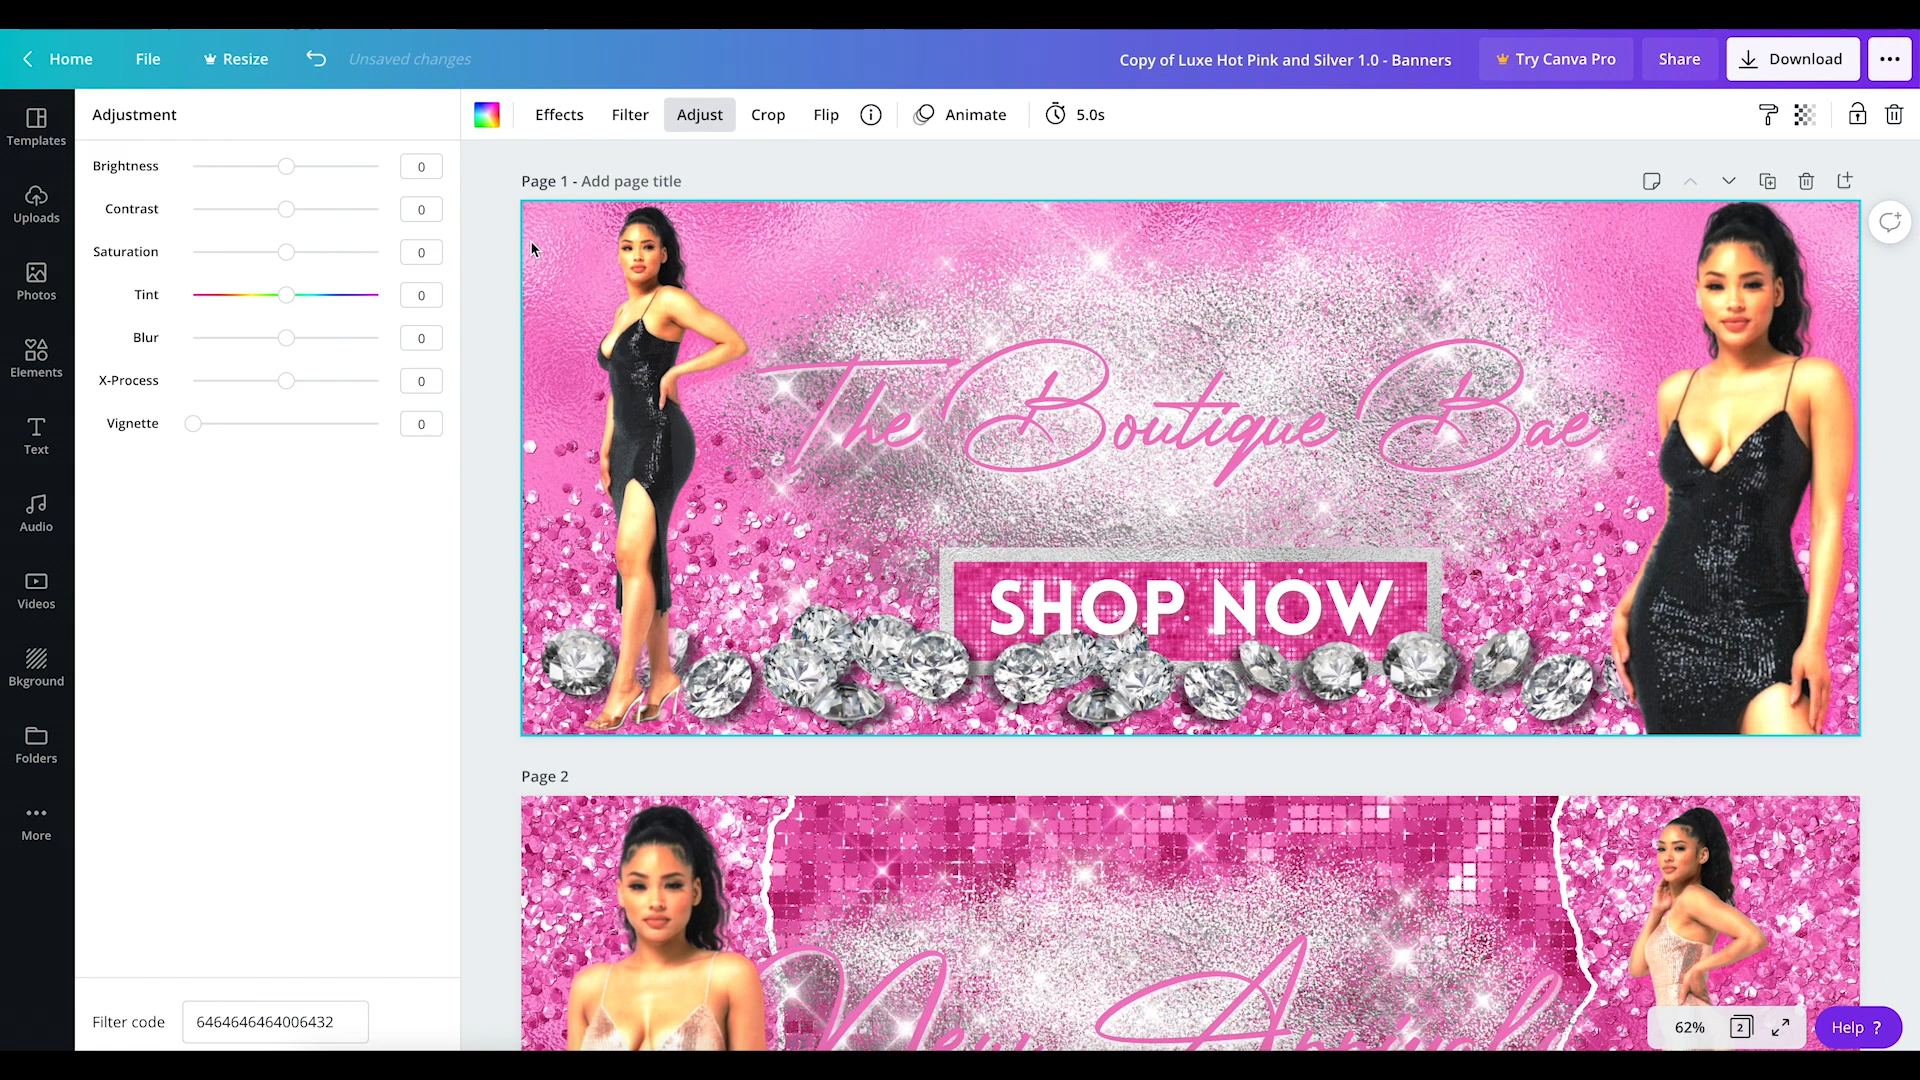 Home
File
Resize
Unsaved changes
Copy of Luxe Hot Pink and Silver 1.0 - Banners
Try Canva Pro
Share
Download
Templates
Uploads
Photos
Elements
Text
Audio
Videos
Bkground
Folders
More
Adjustment
Brightness 0
Contrast 0
Saturation 0
Tint 0
Blur 0
X-Process 0
Vignette 0
Filter code 6464646464006432
Effects
Filter
Adjust
Crop
Flip
Animate
5.0s
Page 1 - Add page title
The Boutique Bae
SHOP NOW
Page 2
New Arrivals
62%
2
Help ?